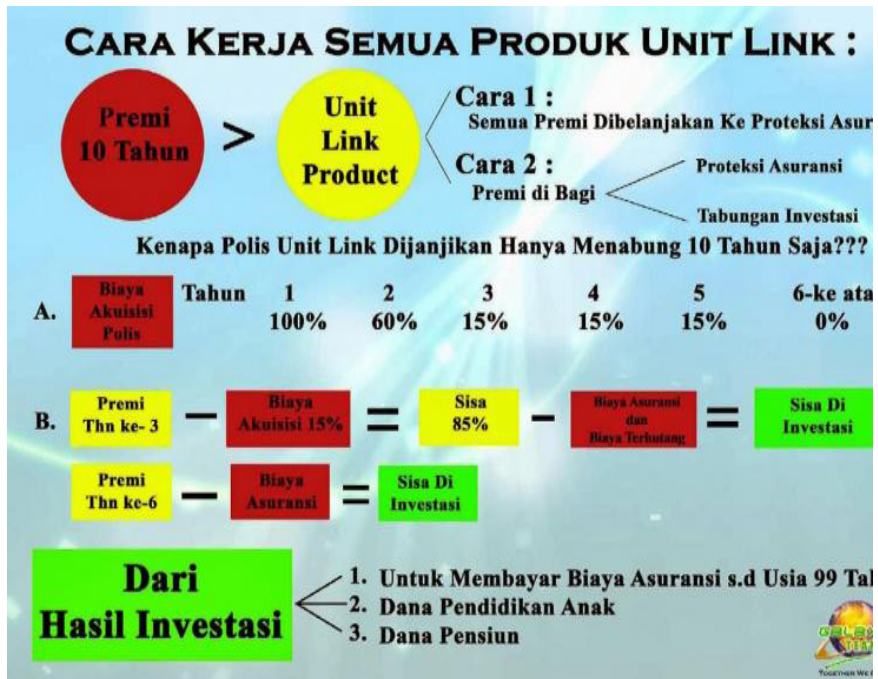 CARA KERJA SEMUA PRODUK UNIT LINK :
Premi
10 Tahun
>
Unit
Link
Product
Cara 1 :
Semua Premi Dibelanjakan Ke Proteksi Asur
Cara 2 :
Premi di Bagi
Proteksi Asuransi
Tabungan Investasi
Kenapa Polis Unit Link Dijanjikan Hanya Menabung 10 Tahun Saja???
A.
Biaya
Akuisisi
Polis
Tahun 1 2 3 4 5 6-ke ata
100% 60% 15% 15% 15% 0%
B.
Premi
Thn ke- 3
−
Biaya
Akuisisi 15%
=
Sisa
85%
-
Biaya Asuransi
dan
Biaya Terhutang
=
Sisa Di
Investasi
Premi
Thn ke-6
−
Biaya
Asuransi
=
Sisa Di
Investasi
Dari
Hasil Investasi
1. Untuk Membayar Biaya Asuransi s.d Usia 99 Tah
2. Dana Pendidikan Anak
3. Dana Pensiun